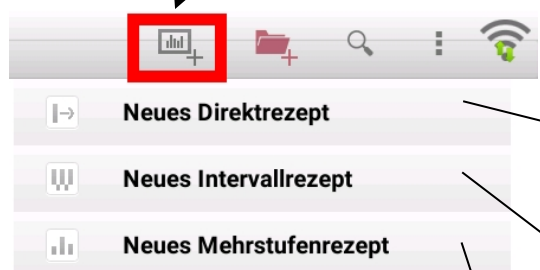 Neues Direktrezept
Neues Intervallrezept
Neues Mehrstufenrezept